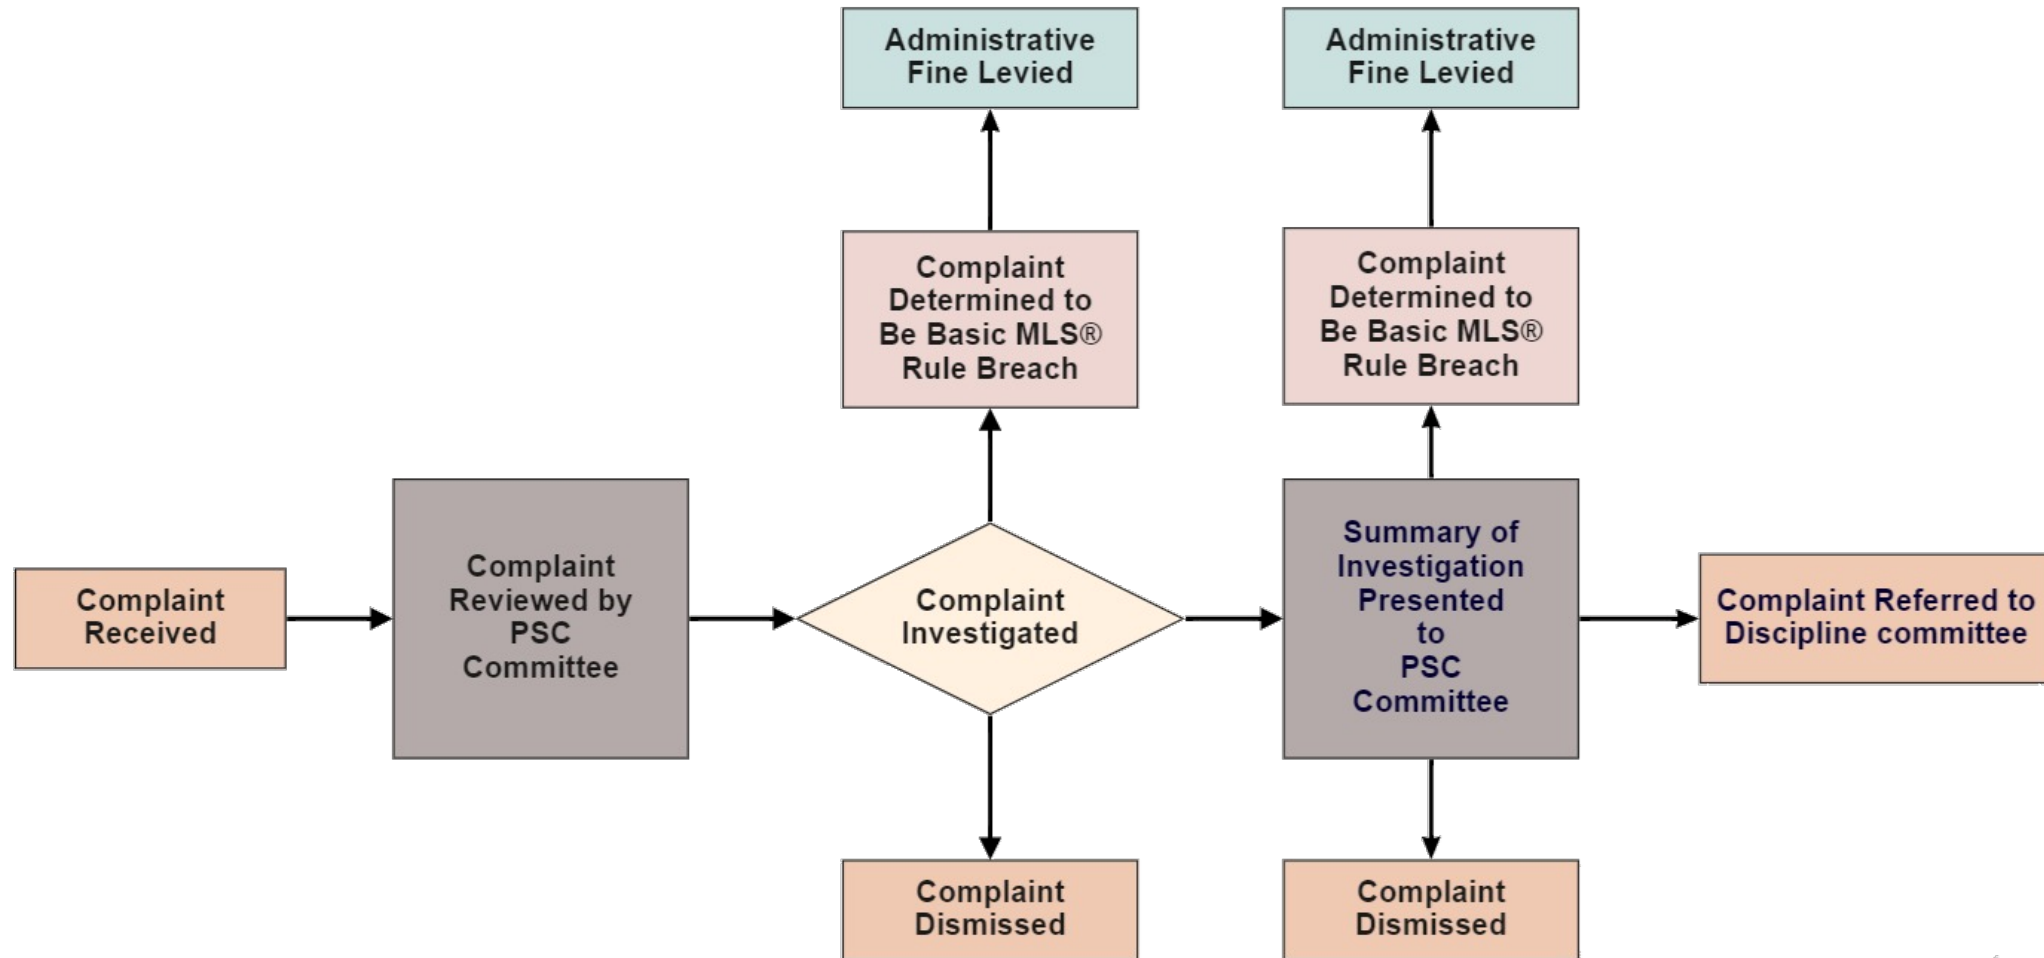 Administrative
Fine Levied
Administrative
Fine Levied
Complaint
Determined to
Be Basic MLS®
Rule Breach
Complaint
Determined to
Be Basic MLS®
Rule Breach
Complaint
Received
Complaint
Reviewed by
PSC
Committee
Complaint
Investigated
Summary of
Investigation
Presented
to
PSC
Committee
Complaint Referred to
Discipline committee
Complaint
Dismissed
Complaint
Dismissed